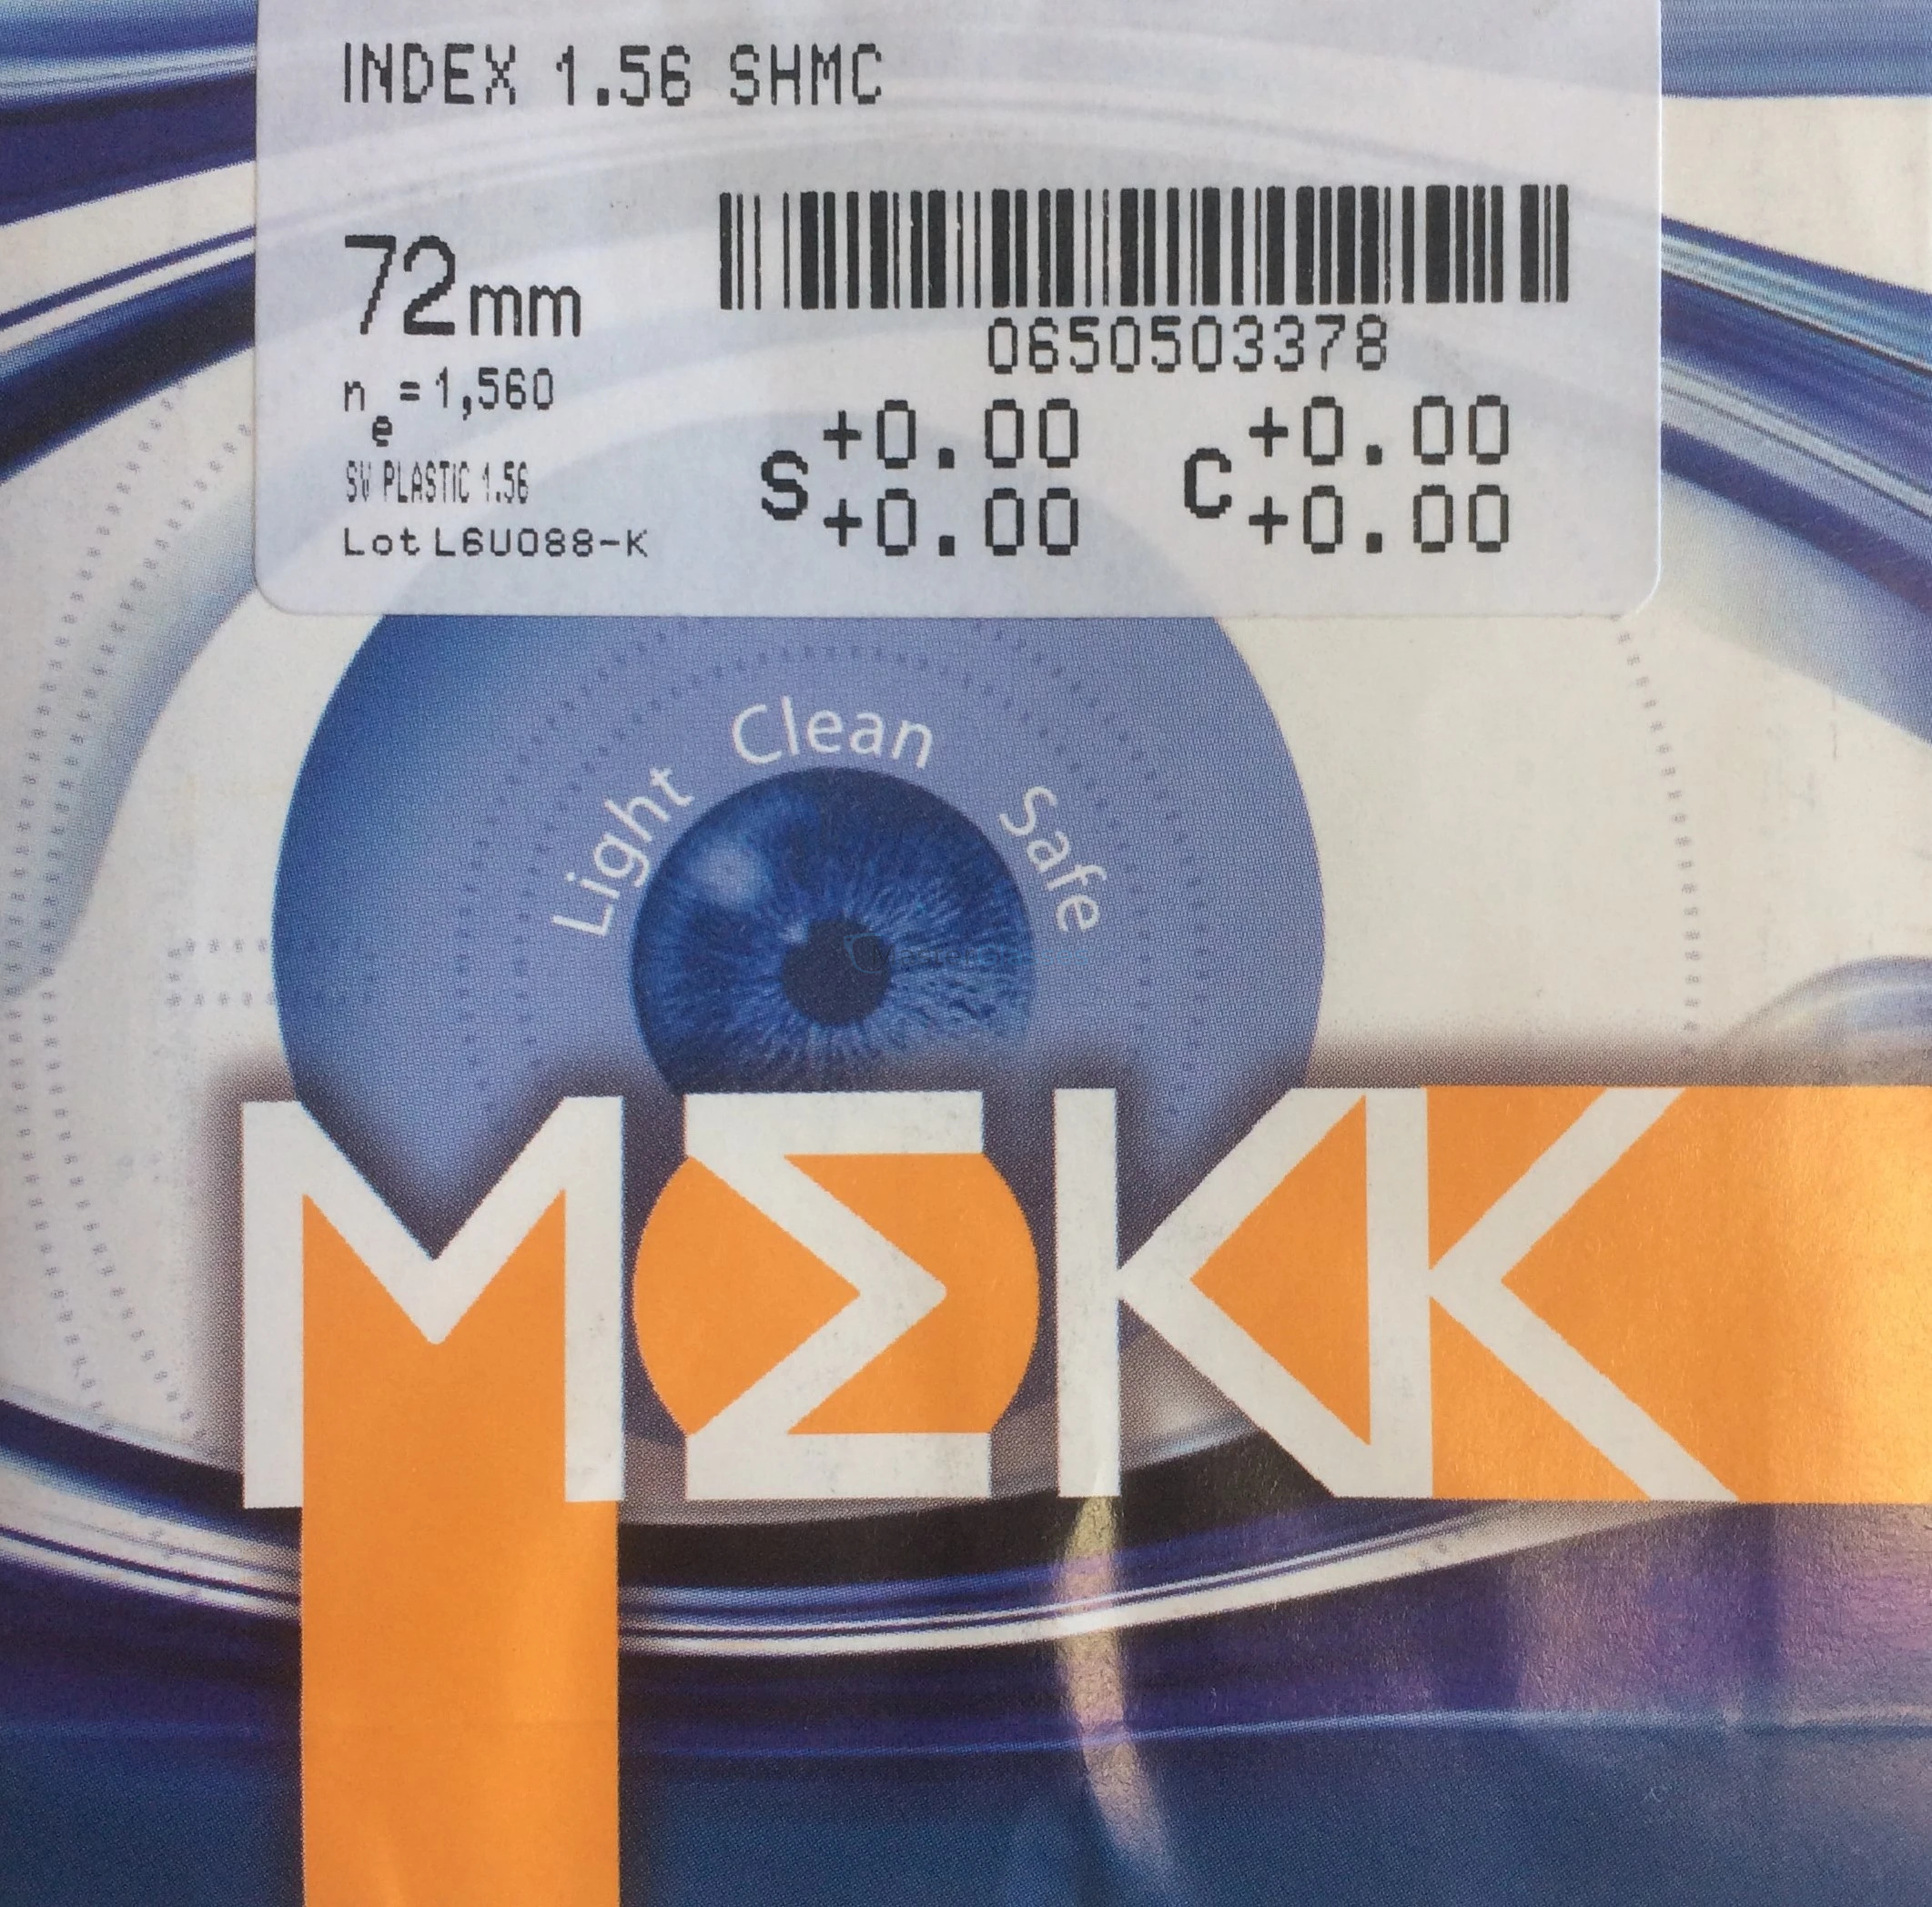 INDEX 1.56 SHMC
72mm
0650503378
ne=1,560
SV PLASTIC 1.56
Lot L6U088-K
S +0.00 C +0.00
+0.00 +0.00
Light Clean Safe
MΣKK